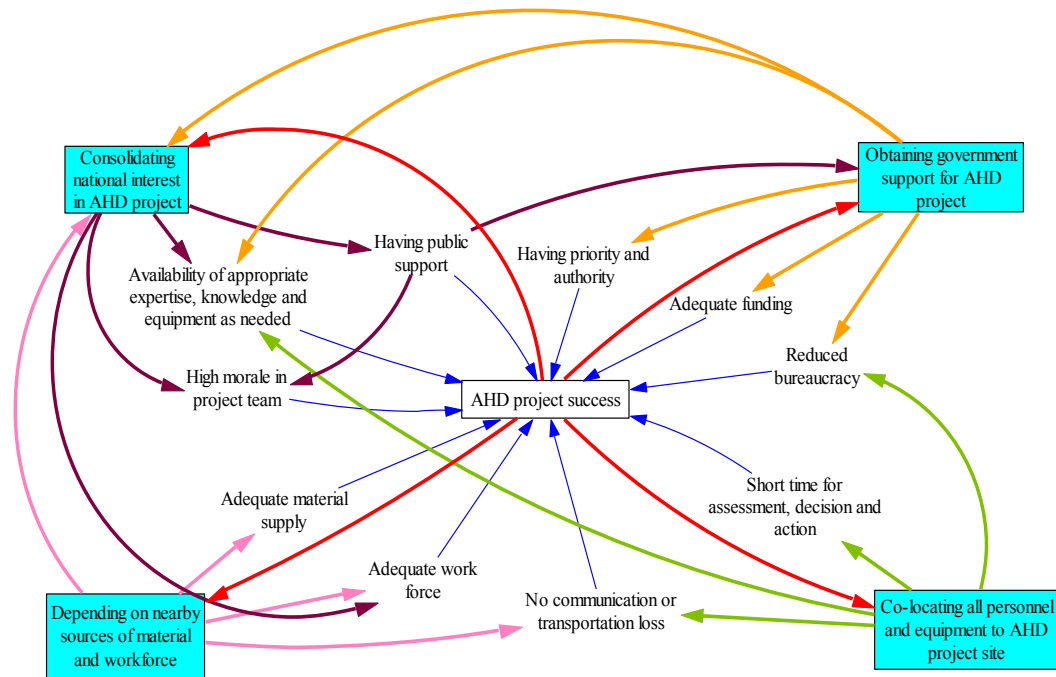 Consolidating
national interest
in AHD project
Obtaining government
support for AHD
project
Having public
support
Having priority and
authority
Availability of appropriate
expertise, knowledge and
equipment as needed
Adequate funding
Reduced
bureaucracy
High morale in
project team
AHD project success
Adequate material
supply
Short time for
assessment, decision and
action
Adequate work
force
No communication or
transportation loss
Depending on nearby
sources of material
and workforce
Co-locating all personnel
and equipment to AHD
project site